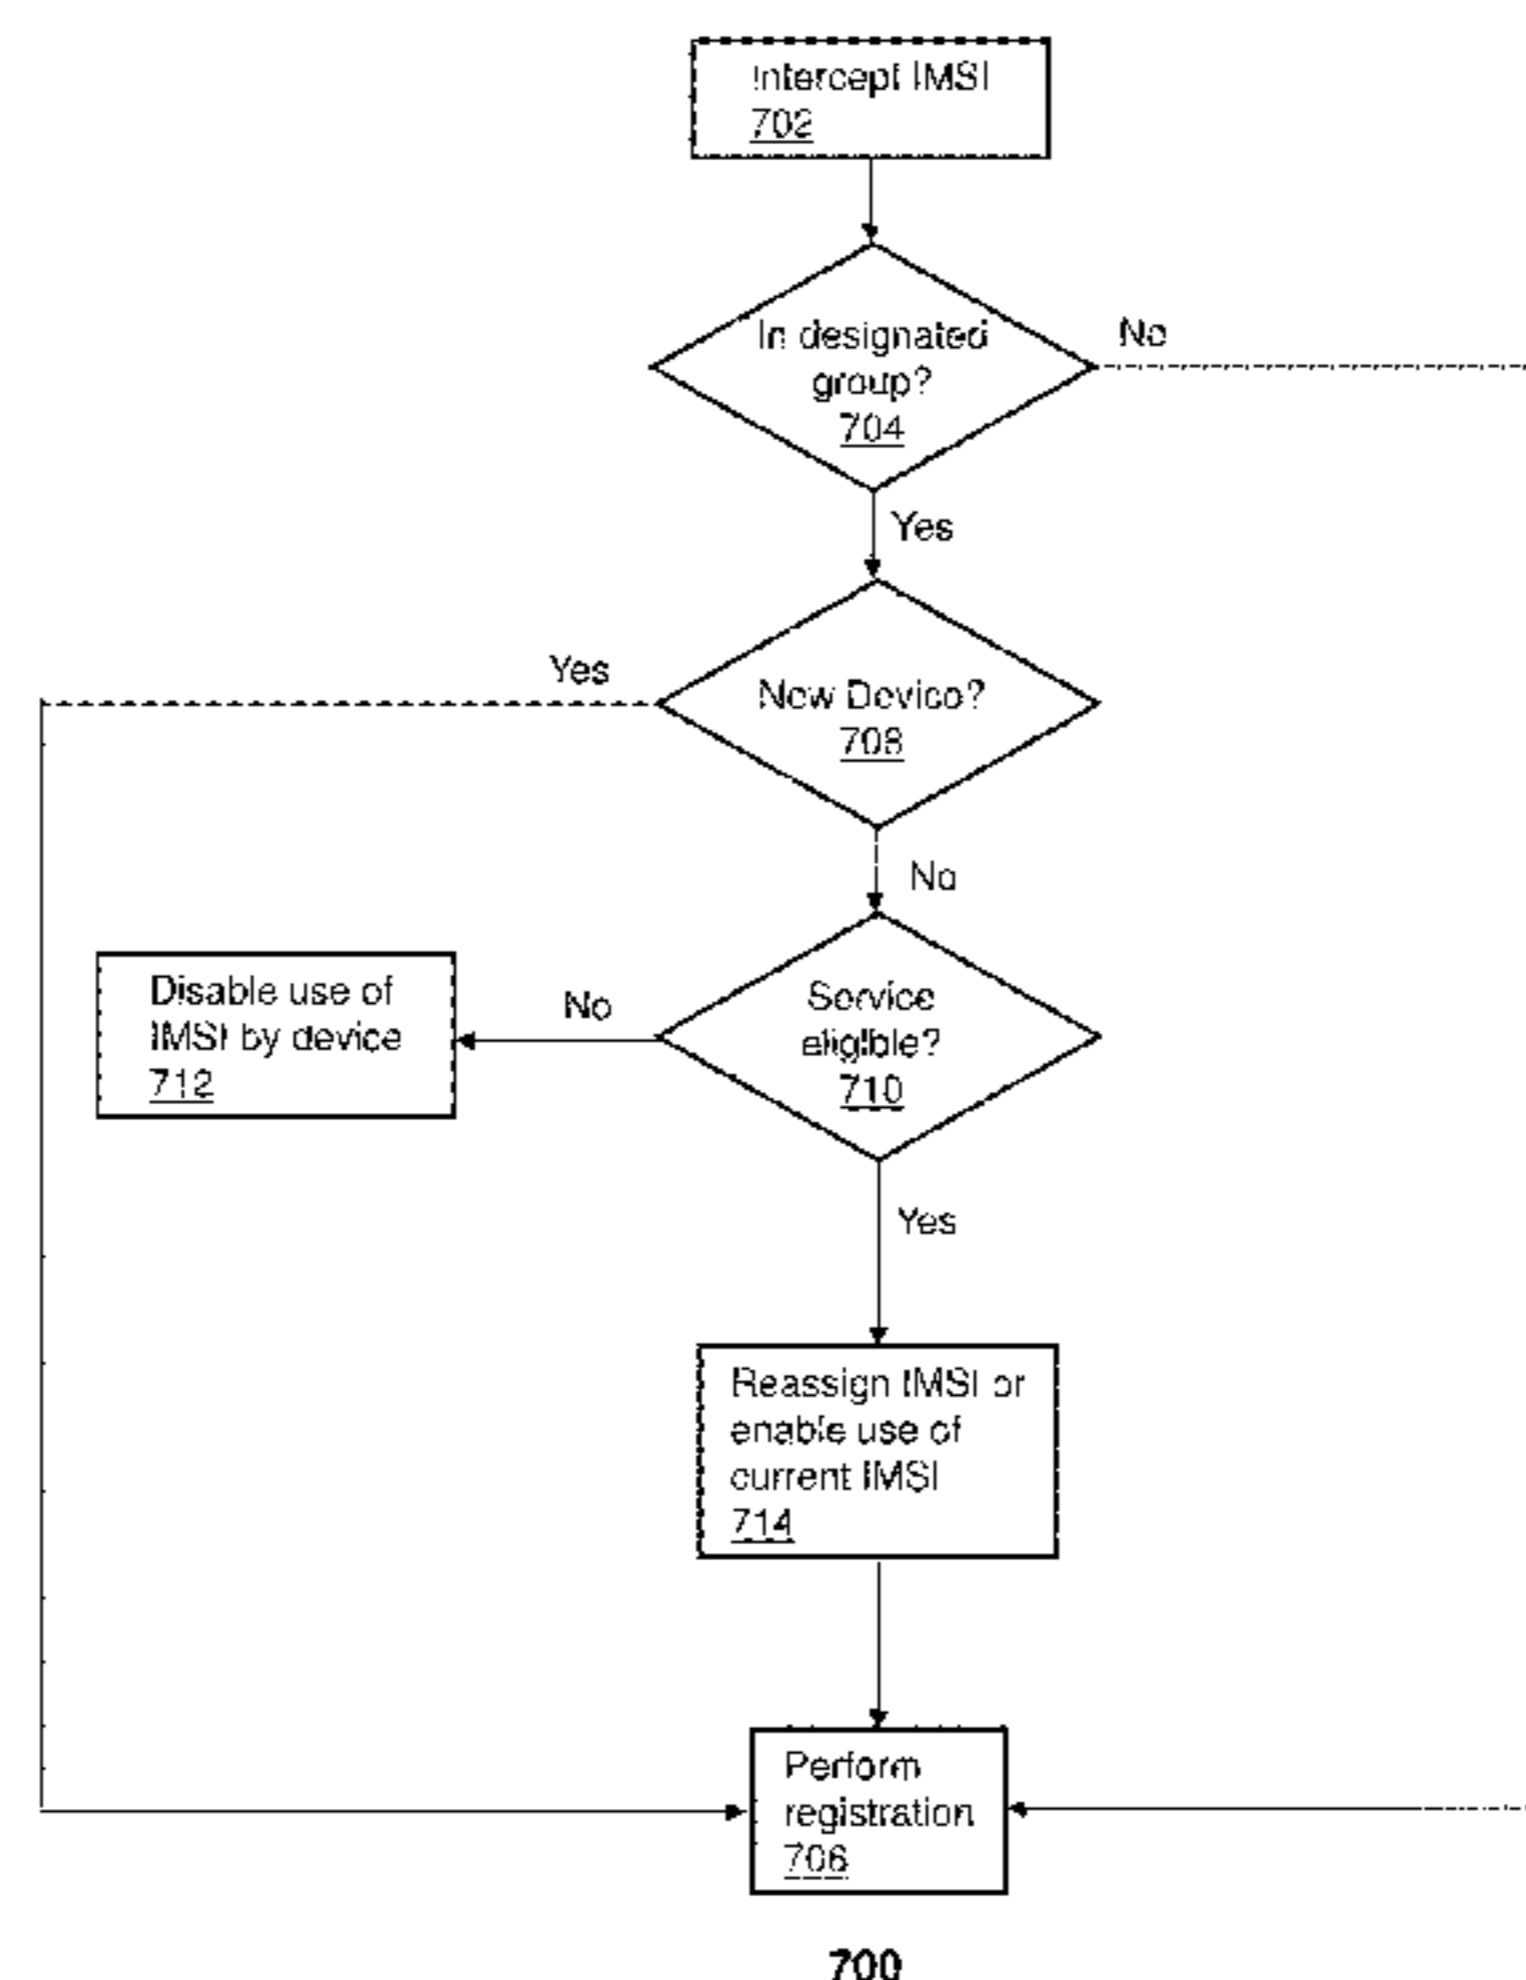 Intercept IMSI
702
In designated
group?
704
No
Yes
Yes
New Device?
708
No
Disable use of
IMSI by device
712
No
Service
eligible?
710
Yes
Reassign IMSI or
enable use of
current IMSI
714
Perform
registration
706
700